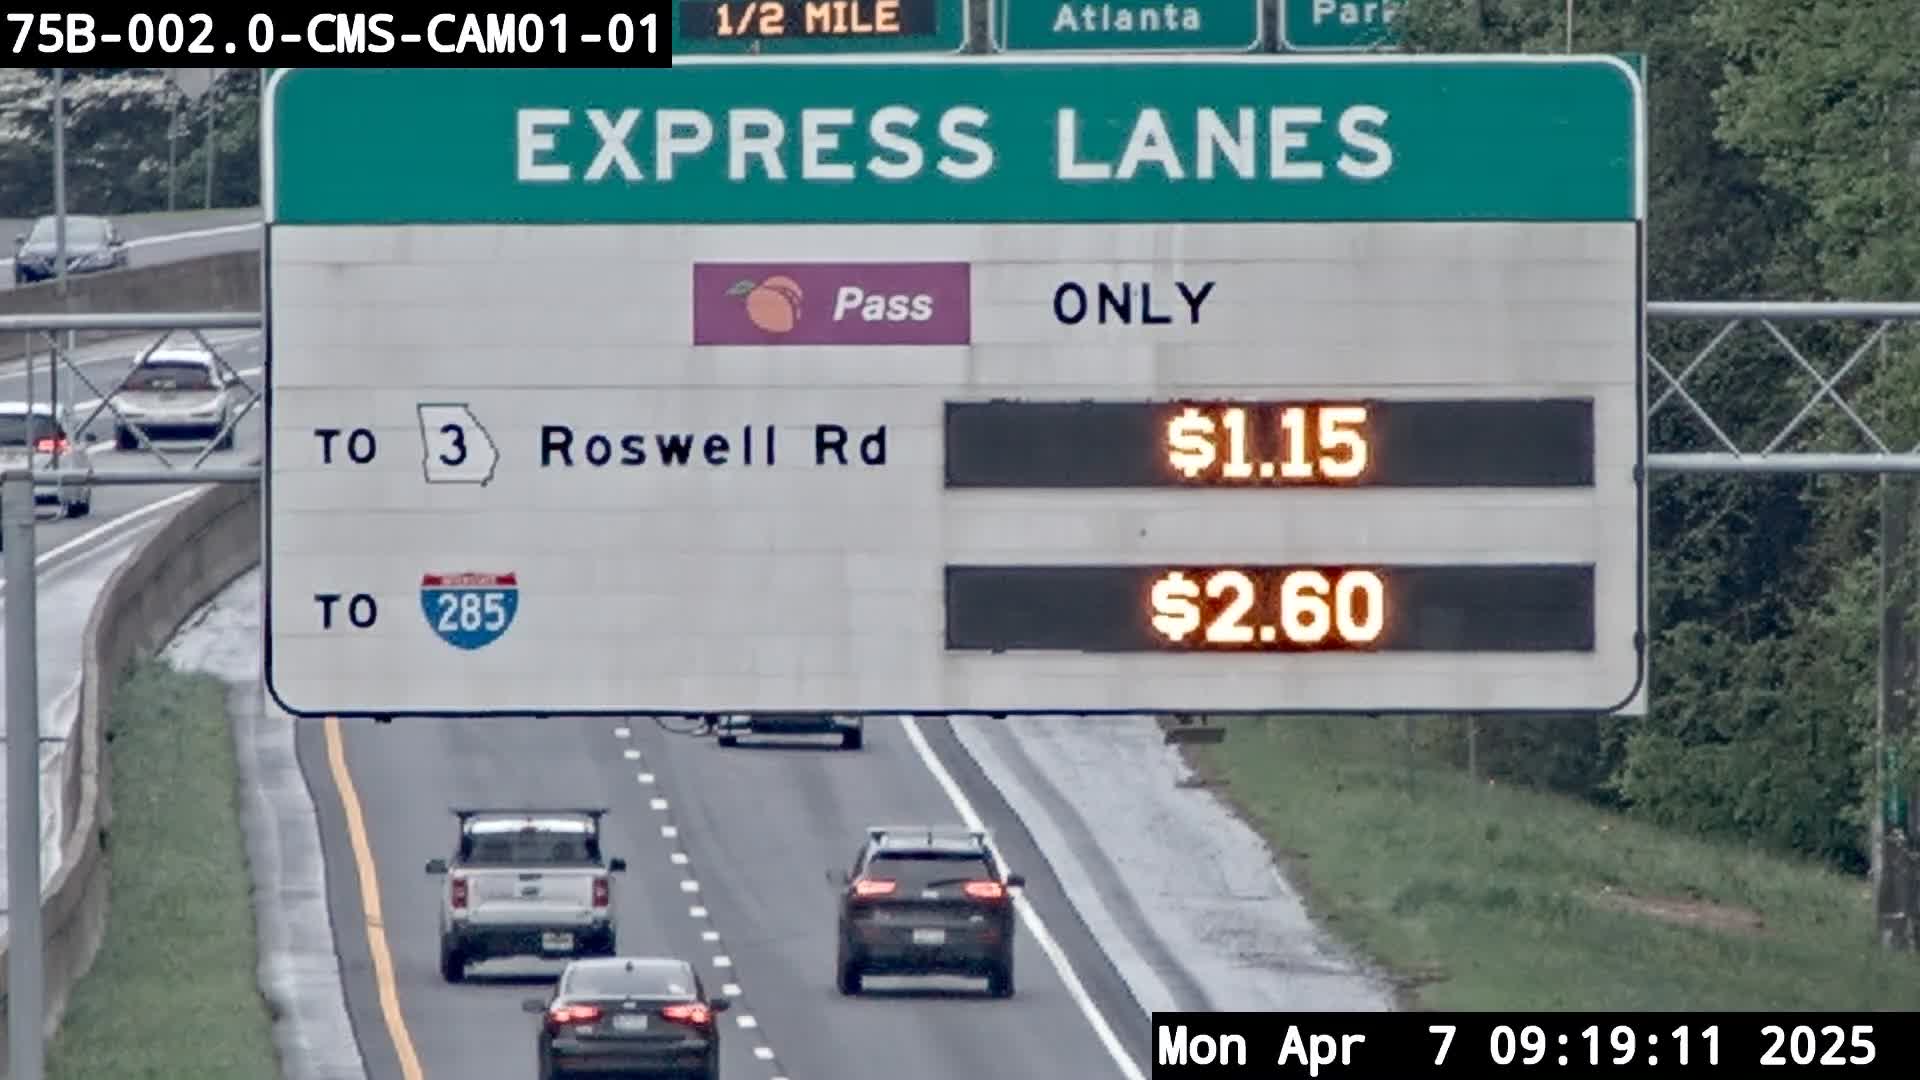 75B-002.0-CMS-CAM01-01
1/2 MILE
Atlanta
EXPRESS LANES
Pass ONLY
TO 3 Roswell Rd $1.15
TO 285 $2.60
Mon Apr 7 09:19:11 2025